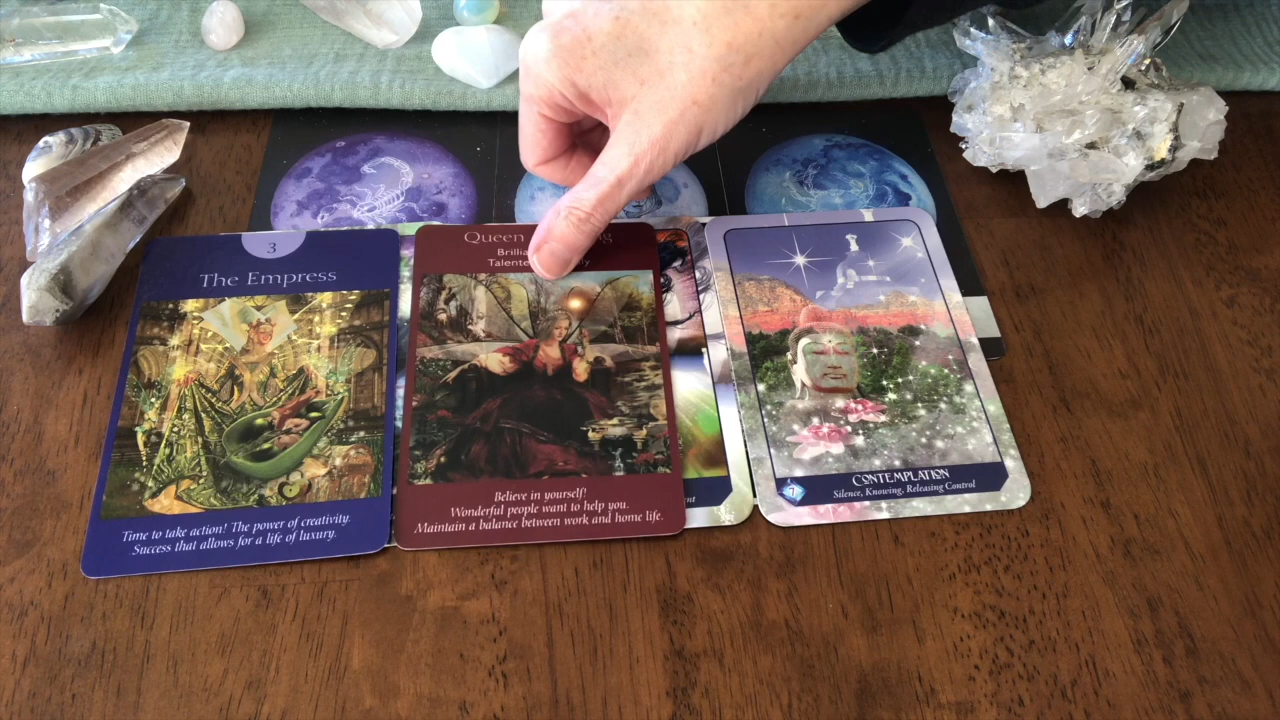 3
The Empress
Time to take action! The power of creativity.
Success that allows for a life of luxury.
Queen
Believe in yourself!
Wonderful people want to help you.
Maintain a balance between work and home life.
7
CONTEMPLATION
Silence, Knowing, Releasing Control